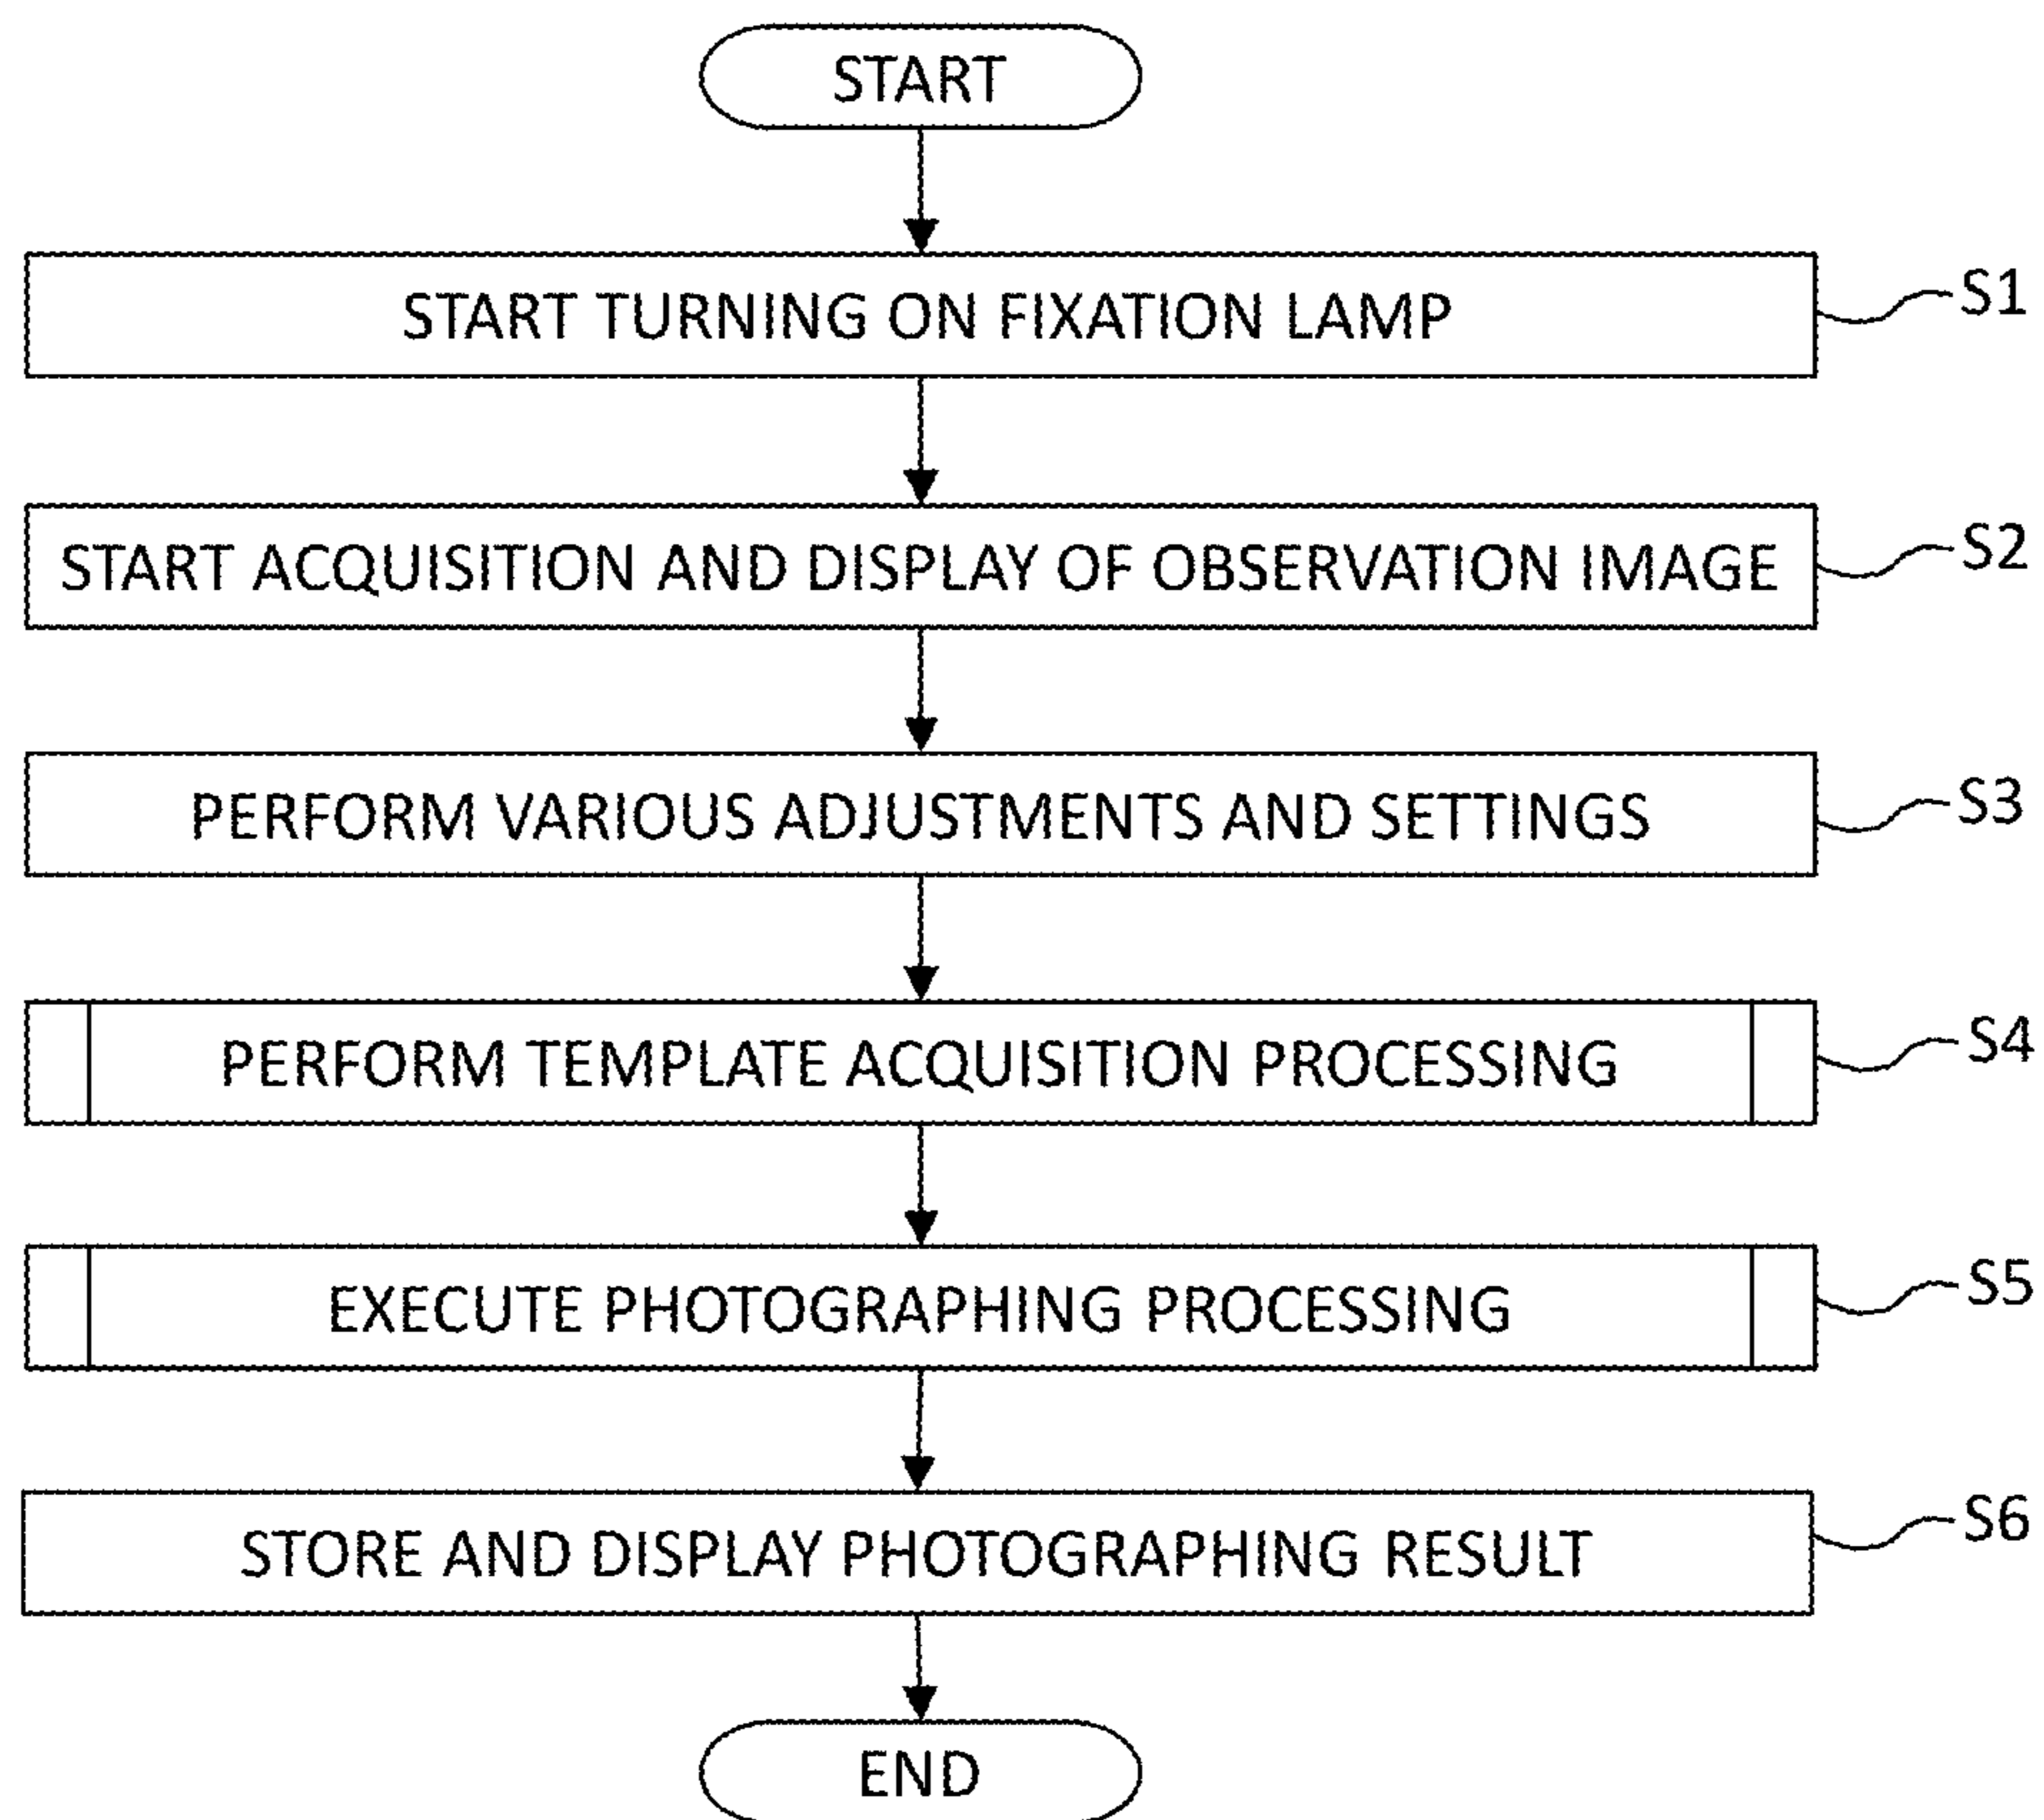 START
START TURNING ON FIXATION LAMP
S1
START ACQUISITION AND DISPLAY OF OBSERVATION IMAGE
S2
PERFORM VARIOUS ADJUSTMENTS AND SETTINGS
S3
PERFORM TEMPLATE ACQUISITION PROCESSING
S4
EXECUTE PHOTOGRAPHING PROCESSING
S5
STORE AND DISPLAY PHOTOGRAPHING RESULT
S6
END